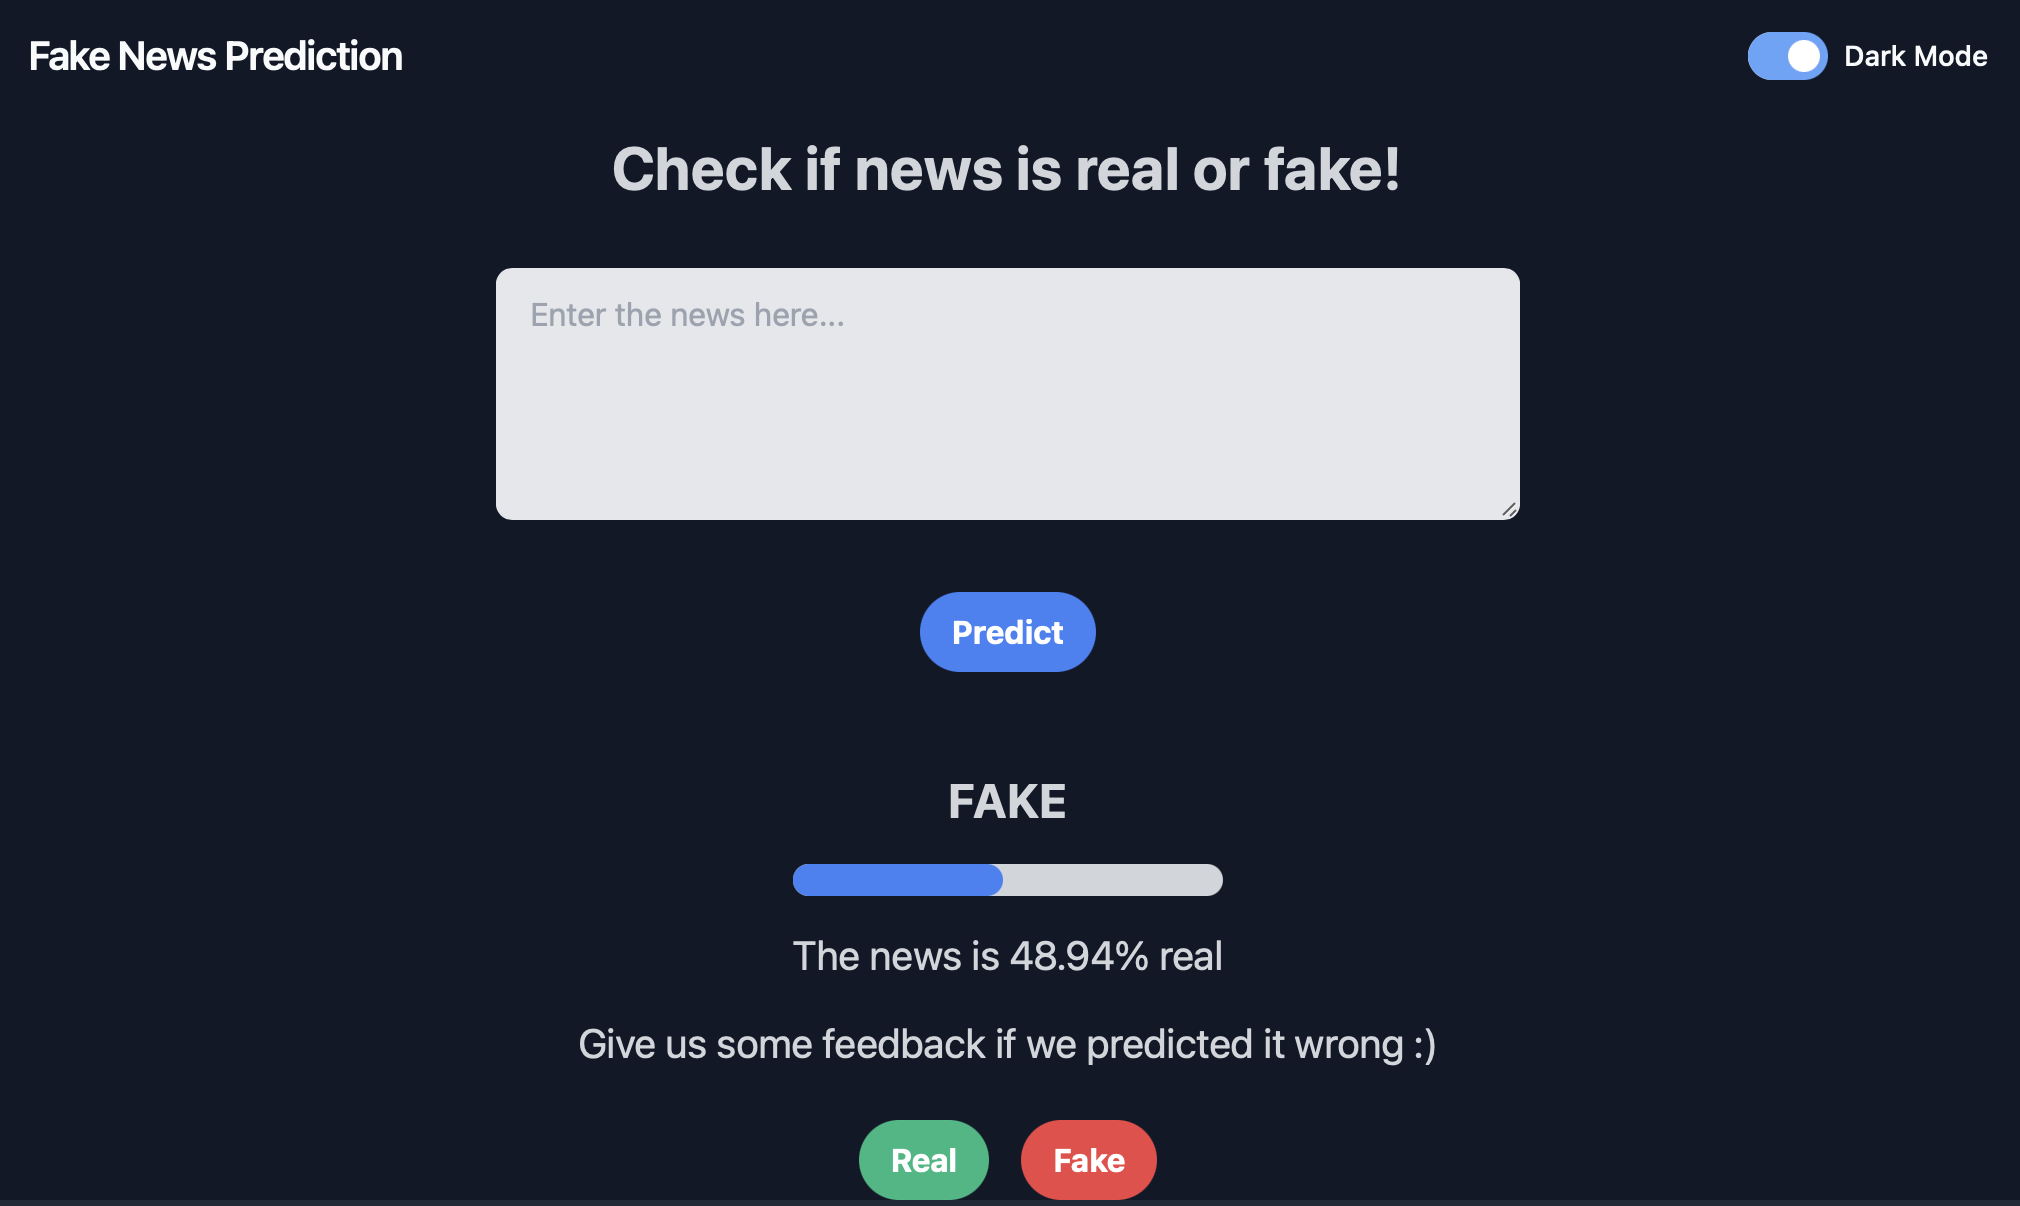 Fake News Prediction
Dark Mode
Check if news is real or fake!
Enter the news here...
Predict
FAKE
The news is 48.94% real
Give us some feedback if we predicted it wrong :)
Real
Fake